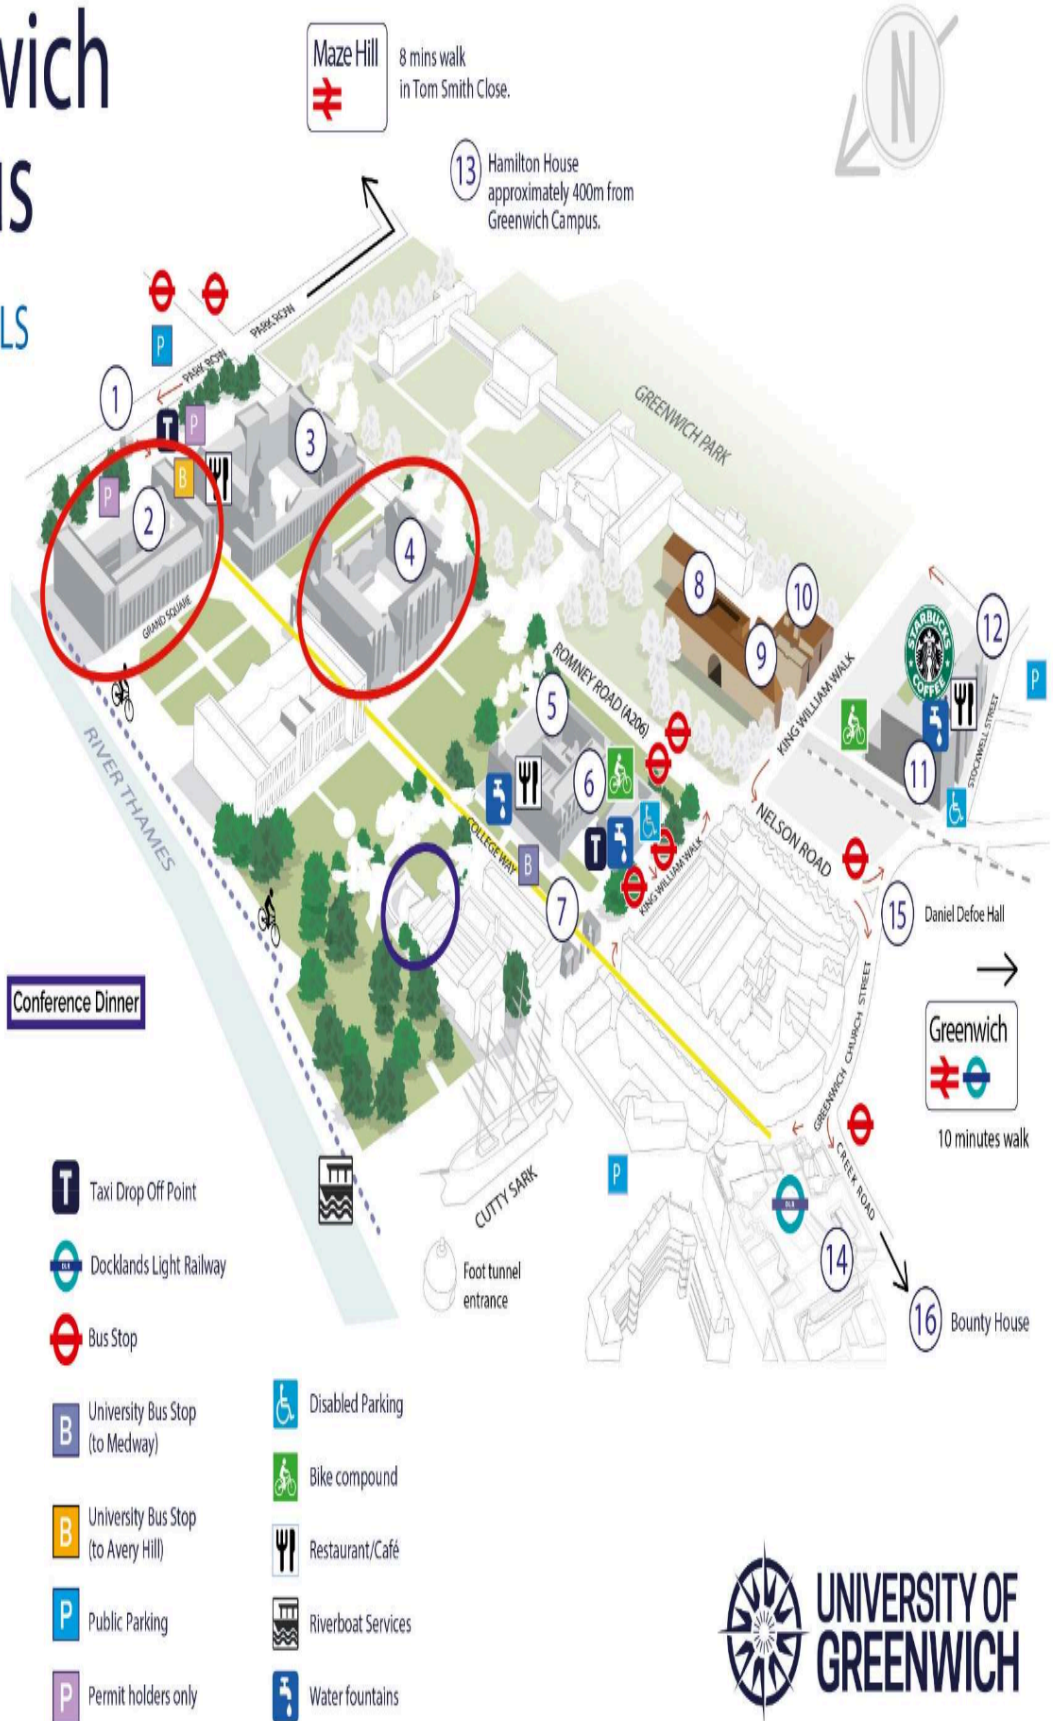 wich
us
LS
Maze Hill
8 mins walk
in Tom Smith Close.
N
13
Hamilton House
approximately 400m from
Greenwich Campus.
PARK ROW
P
PARK ROW
1
T
P
3
GREENWICH PARK
B
P
2
4
GRAND SQUARE
8
10
STARBUCKS
COFFEE
12
9
P
ROMNEY ROAD (A206)
KING WILLIAM WALK
5
STOCKWELL STREET
RIVER THAMES
6
11
COLLEGE WAY
T
B
NELSON ROAD
KING WILLIAM WALK
7
15
Daniel Defoe Hall
Conference Dinner
GREENWICH CHURCH STREET
Greenwich
10 minutes walk
CUTTY SARK
P
CREEK ROAD
DLR
14
Foot tunnel
entrance
16
Bounty House
T
Taxi Drop Off Point
DLR
Docklands Light Railway
Bus Stop
B
University Bus Stop
(to Medway)
B
University Bus Stop
(to Avery Hill)
P
Public Parking
P
Permit holders only
Disabled Parking
Bike compound
Restaurant/Café
Riverboat Services
Water fountains
UNIVERSITY OF
GREENWICH